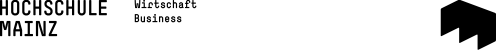 HOCHSCHULE
MAINZ
Wirtschaft
Business